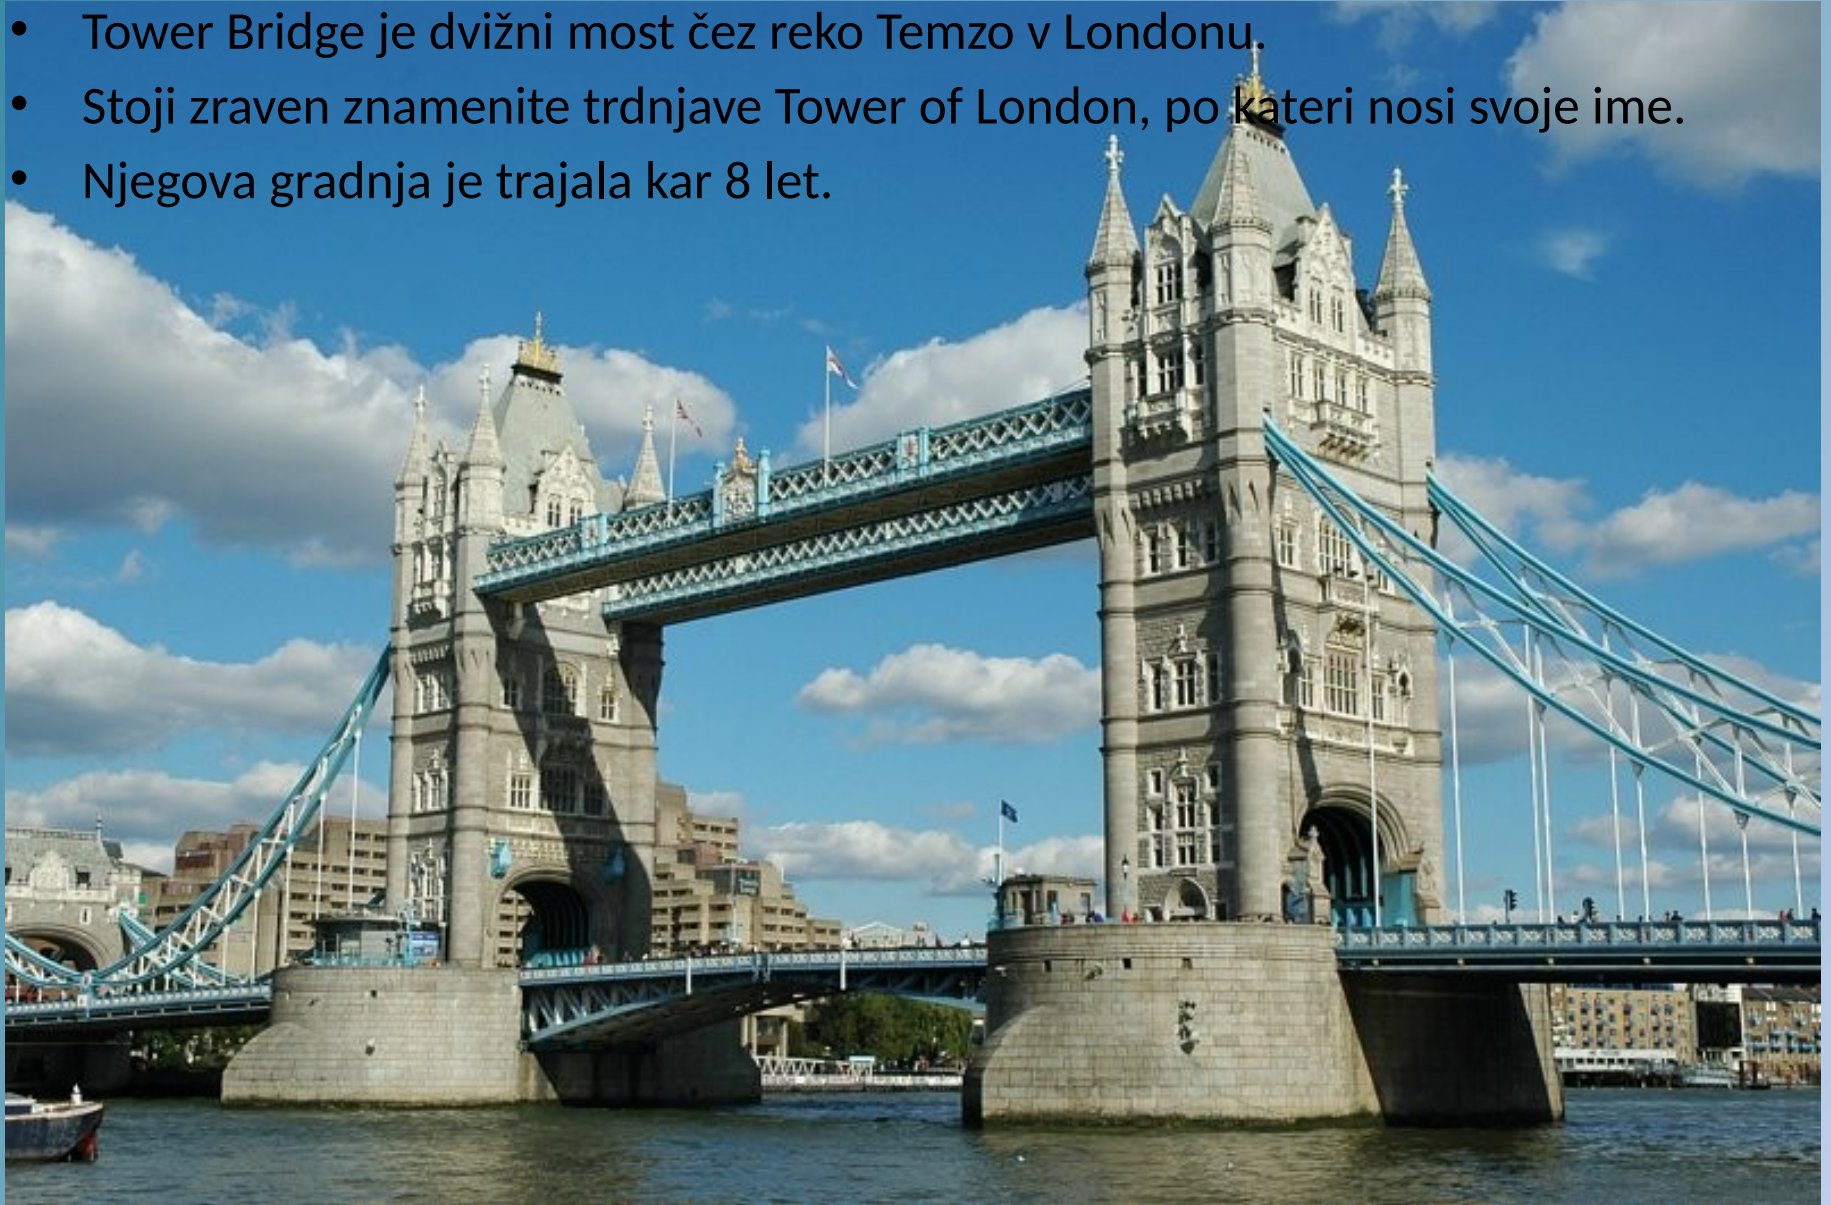 • Tower Bridge je dvižni most čez reko Temzo v Londonu.
• Stoji zraven znamenite trdnjave Tower of London, po kateri nosi svoje ime.
• Njegova gradnja je trajala kar 8 let.